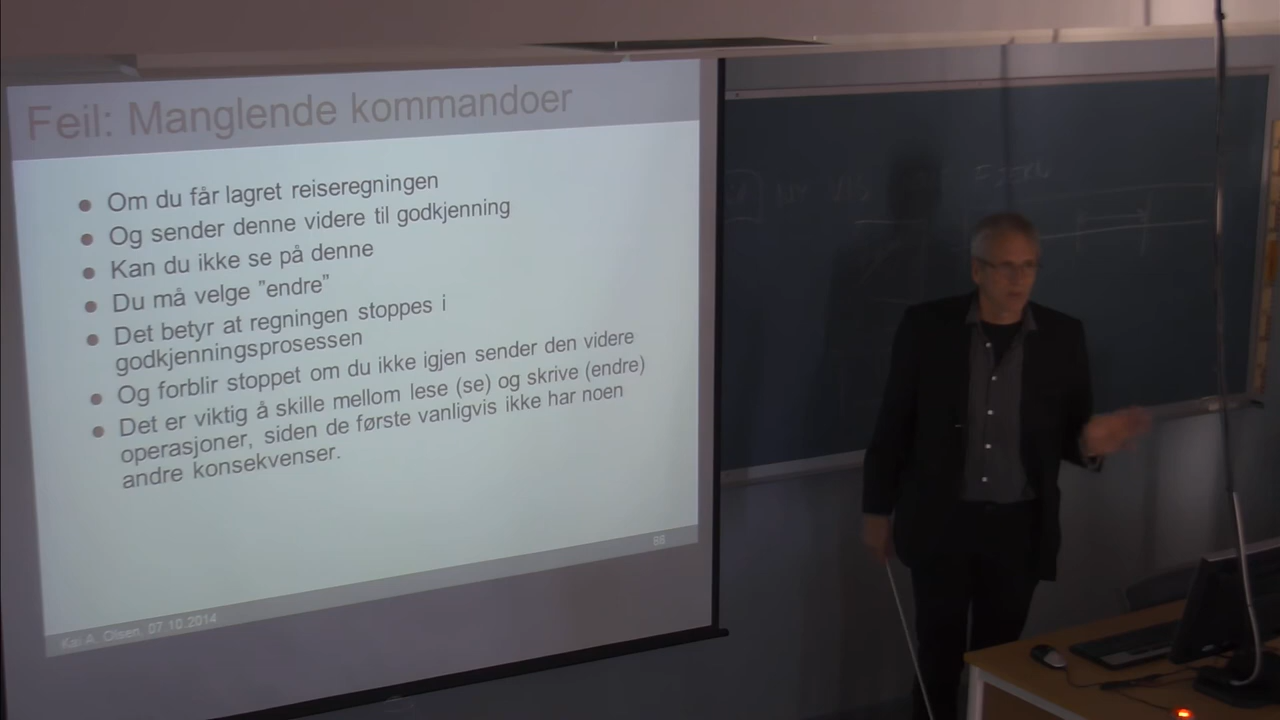 Feil: Manglende kommandoer
Om du får lagret reiseregningen
Og sender denne videre til godkjenning
Kan du ikke se på denne
Du må velge ”endre”
Det betyr at regningen stoppes i
godkjenningsprosessen
Og forblir stoppet om du ikke igjen sender den videre
Det er viktig å skille mellom lese (se) og skrive (endre)
operasjoner, siden de første vanligvis ikke har noen
andre konsekvenser.
88
Kai A. Olsen, 07.10.2014